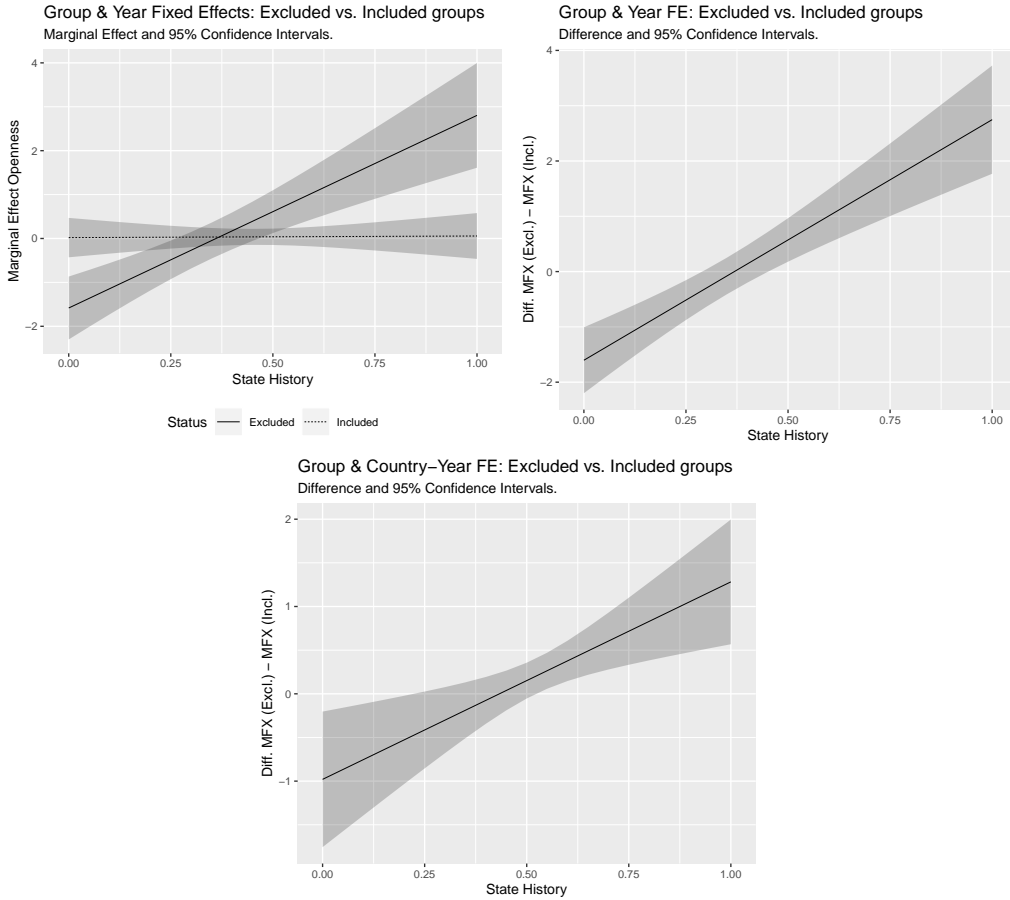 Group & Year Fixed Effects: Excluded vs. Included groups
Marginal Effect and 95% Confidence Intervals.
Marginal Effect Openness
4
2
0
−2
0.00 0.25 0.50 0.75 1.00
State History
Status Excluded Included
Group & Year FE: Excluded vs. Included groups
Difference and 95% Confidence Intervals.
Diff. MFX (Excl.) − MFX (Incl.)
4
2
0
−2
0.00 0.25 0.50 0.75 1.00
State History
Group & Country−Year FE: Excluded vs. Included groups
Difference and 95% Confidence Intervals.
Diff. MFX (Excl.) − MFX (Incl.)
2
1
0
−1
0.00 0.25 0.50 0.75 1.00
State History